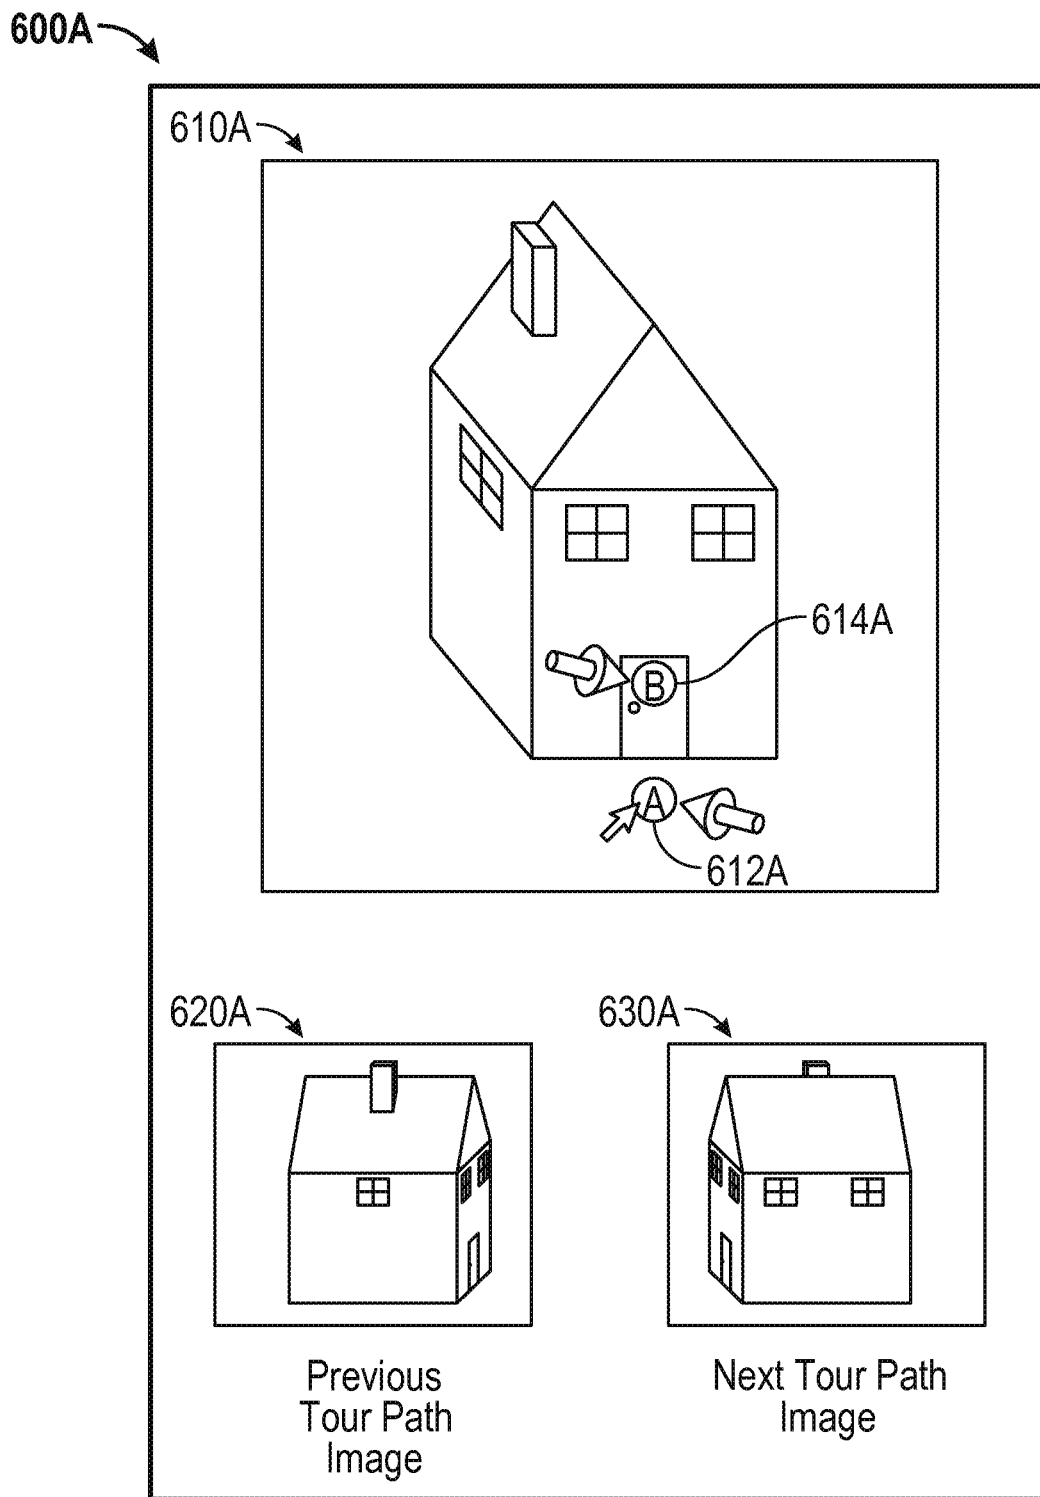 600A
610A
614A
B
A
612A
620A
630A
Previous
Tour Path
Image
Next Tour Path
Image